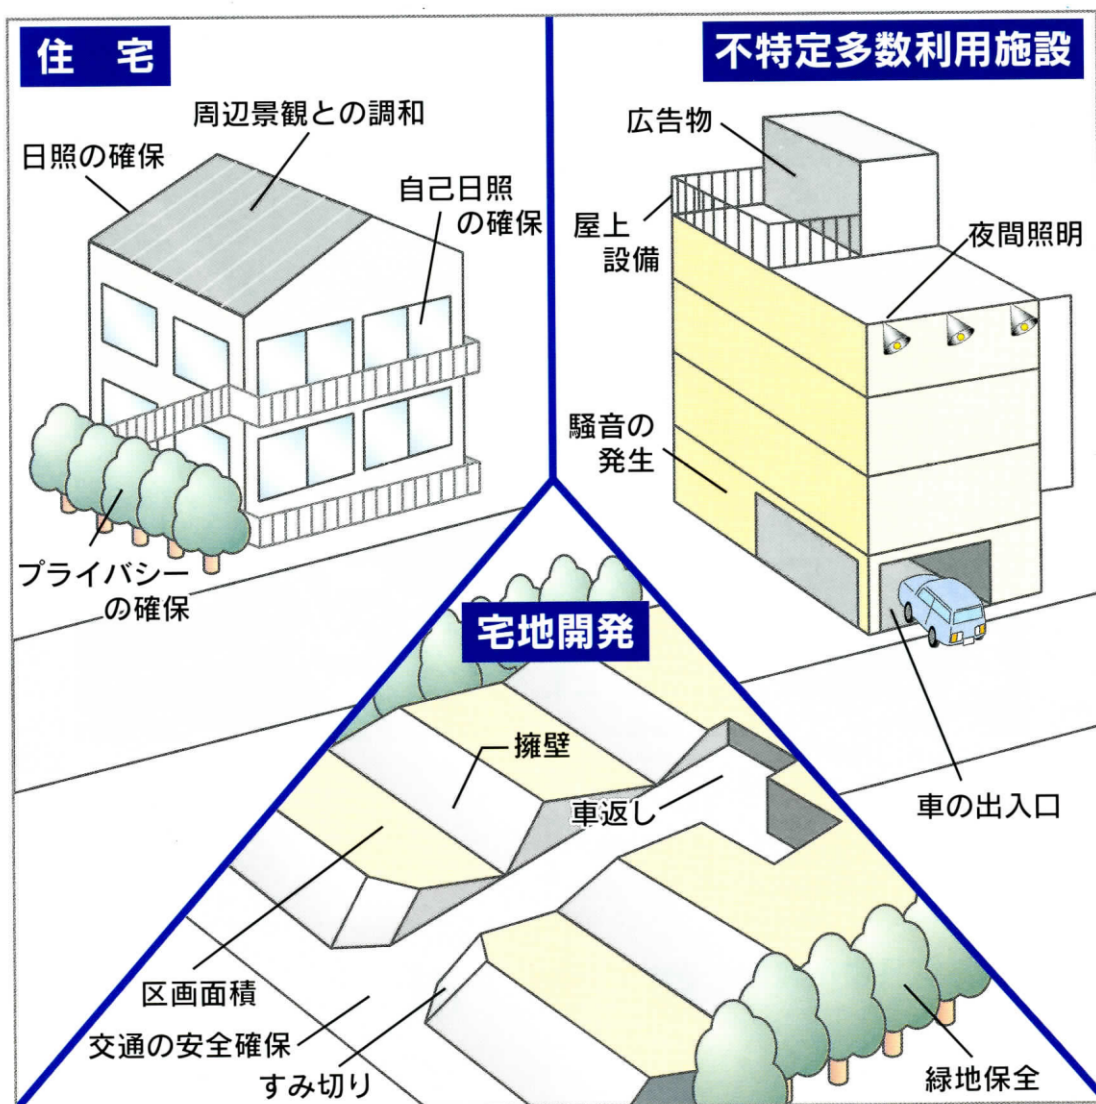 住　宅
周辺景観との調和
日照の確保
自己日照
の確保
プライバシー
の確保
不特定多数利用施設
広告物
屋上
設備
夜間照明
騒音の
発生
車の出入口
宅地開発
擁壁
車返し
区画面積
交通の安全確保
すみ切り
緑地保全